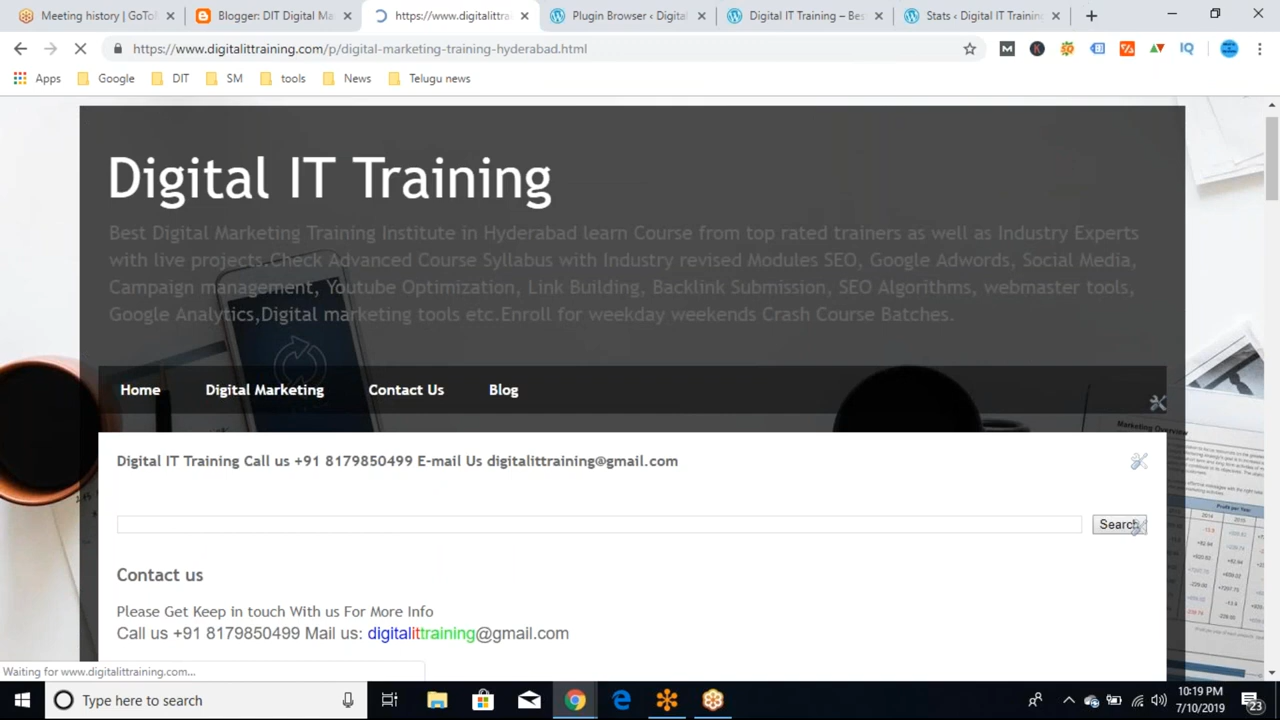 Meeting history | GoTo
Blogger: DIT Digital Ma
https://www.digitalittra
Plugin Browser ‹ Digital
Digital IT Training – Bes
Stats ‹ Digital IT Training
https://www.digitalittraining.com/p/digital-marketing-training-hyderabad.html
Apps Google DIT SM tools News Telugu news
Digital IT Training
Best Digital Marketing Training Institute in Hyderabad learn Course from top rated trainers as well as Industry Experts
with live projects.Check Advanced Course Syllabus with Industry revised Modules SEO, Google Adwords, Social Media,
Campaign management, Youtube Optimization, Link Building, Backlink Submission, SEO Algorithms, webmaster tools,
Google Analytics,Digital marketing tools etc.Enroll for weekday weekends Crash Course Batches.
Home Digital Marketing Contact Us Blog
Marketing Overview
Digital IT Training Call us +91 8179850499 E-mail Us digitalittraining@gmail.com
Search
Contact us
Please Get Keep in touch With us For More Info
Call us +91 8179850499 Mail us: digitalittraining@gmail.com
Waiting for www.digitalittraining.com...
Type here to search
10:19 PM
7/10/2019
23